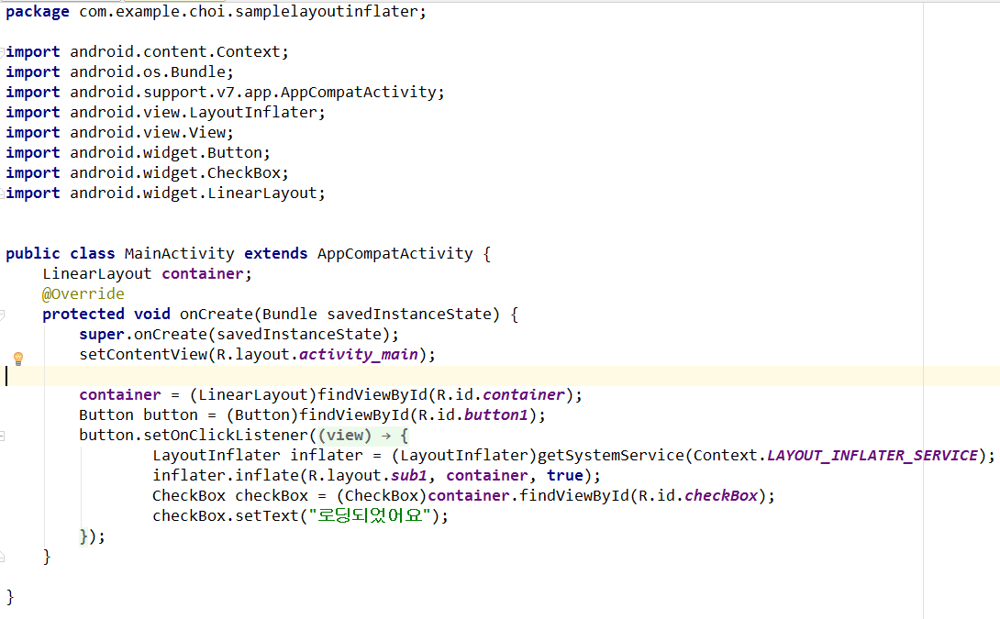 package com.example.choi.samplelayoutinflater;
import android.content.Context;
import android.os.Bundle;
import android.support.v7.app.AppCompatActivity;
import android.view.LayoutInflater;
import android.view.View;
import android.widget.Button;
import android.widget.CheckBox;
import android.widget.LinearLayout;
public class MainActivity extends AppCompatActivity {
    LinearLayout container;
    @Override
    protected void onCreate(Bundle savedInstanceState) {
        super.onCreate(savedInstanceState);
        setContentView(R.layout.activity_main);
        container = (LinearLayout)findViewById(R.id.container);
        Button button = (Button)findViewById(R.id.button1);
        button.setOnClickListener((view) → {
                LayoutInflater inflater = (LayoutInflater)getSystemService(Context.LAYOUT_INFLATER_SERVICE);
                inflater.inflate(R.layout.sub1, container, true);
                CheckBox checkBox = (CheckBox)container.findViewById(R.id.checkBox);
                checkBox.setText("로딩되었어요");
        });
    }
}